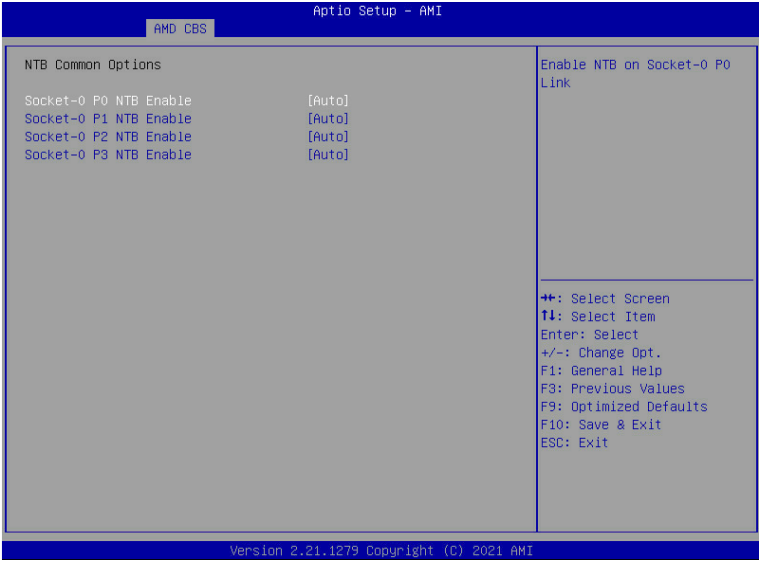 Aptio Setup – AMI
AMD CBS
NTB Common Options
Socket-0 P0 NTB Enable [Auto]
Socket-0 P1 NTB Enable [Auto]
Socket-0 P2 NTB Enable [Auto]
Socket-0 P3 NTB Enable [Auto]
Enable NTB on Socket-0 P0
Link
→←: Select Screen
↑↓: Select Item
Enter: Select
+/-: Change Opt.
F1: General Help
F3: Previous Values
F9: Optimized Defaults
F10: Save & Exit
ESC: Exit
Version 2.21.1279 Copyright (C) 2021 AMI